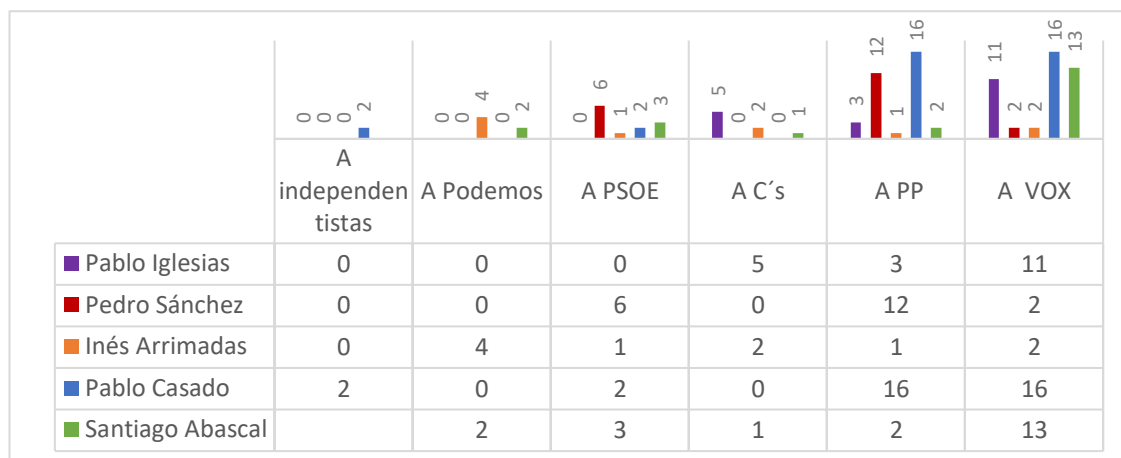 0 0 0 2 0 0 4 0 2 0 6 1 2 3 5 0 2 0 1 3 12 1 16 2 11 2 2 16 13
A independen tistas A Podemos A PSOE A C´s A PP A VOX
Pablo Iglesias 0 0 0 5 3 11
Pedro Sánchez 0 0 6 0 12 2
Inés Arrimadas 0 4 1 2 1 2
Pablo Casado 2 0 2 0 16 16
Santiago Abascal 2 3 1 2 13